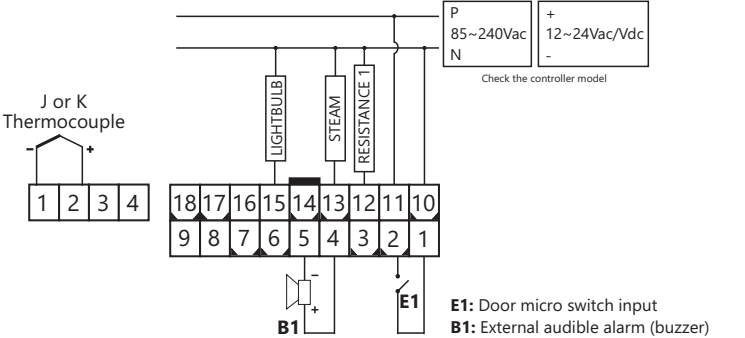 P
85~240Vac
N
+
12~24Vac/Vdc
-
Check the controller model
LIGHTBULB
STEAM
RESISTANCE 1
J or K
Thermocouple
- +
1 2 3 4
18 17 16 15 14 13 12 11 10
9 8 7 6 5 4 3 2 1
-
+
B1
E1
E1: Door micro switch input
B1: External audible alarm (buzzer)